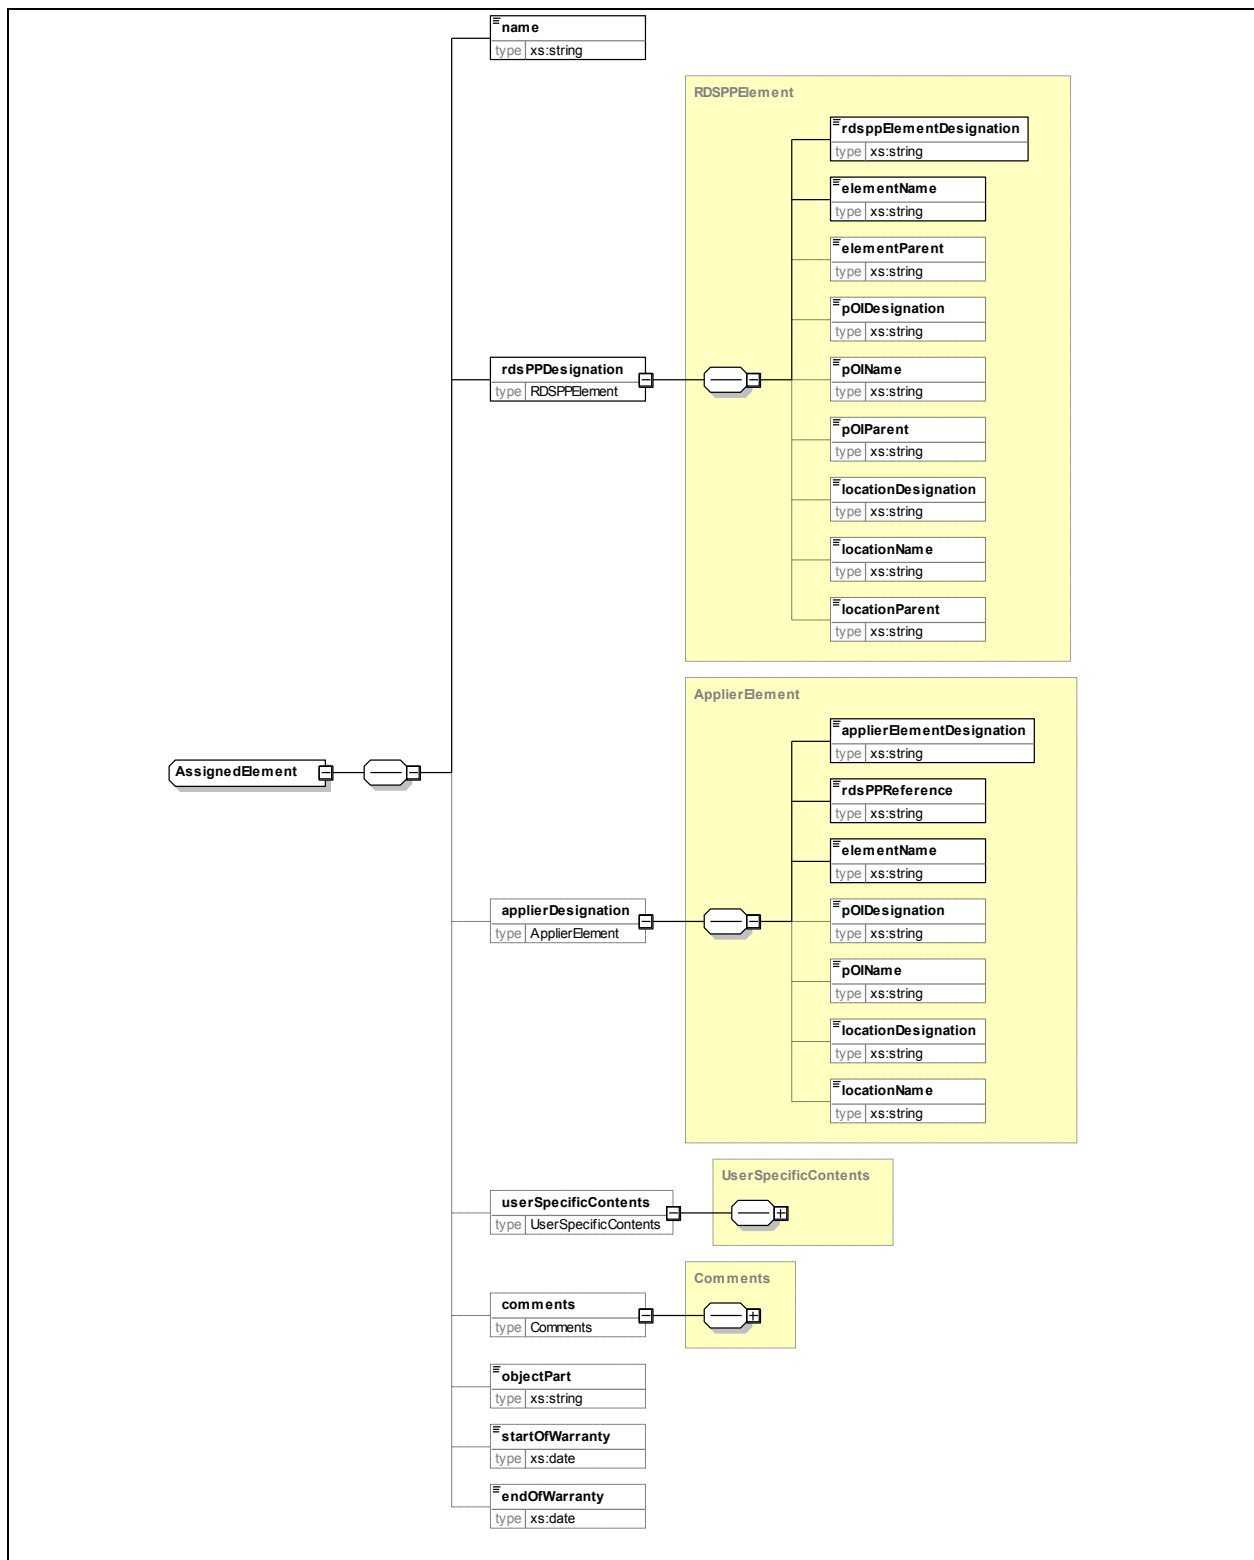 name
type xs:string
RDSPPElement
rdsppElementDesignation
type xs:string
elementName
type xs:string
elementParent
type xs:string
pOIDesignation
type xs:string
rdsPPDesignation
type RDSPPElement
pOIName
type xs:string
pOIParent
type xs:string
locationDesignation
type xs:string
locationName
type xs:string
locationParent
type xs:string
AssignedElement
ApplierElement
applierElementDesignation
type xs:string
rdsPPReference
type xs:string
elementName
type xs:string
applierDesignation
type ApplierElement
pOIDesignation
type xs:string
pOIName
type xs:string
locationDesignation
type xs:string
locationName
type xs:string
userSpecificContents
type UserSpecificContents
UserSpecificContents
comments
type Comments
Comments
objectPart
type xs:string
startOfWarranty
type xs:date
endOfWarranty
type xs:date